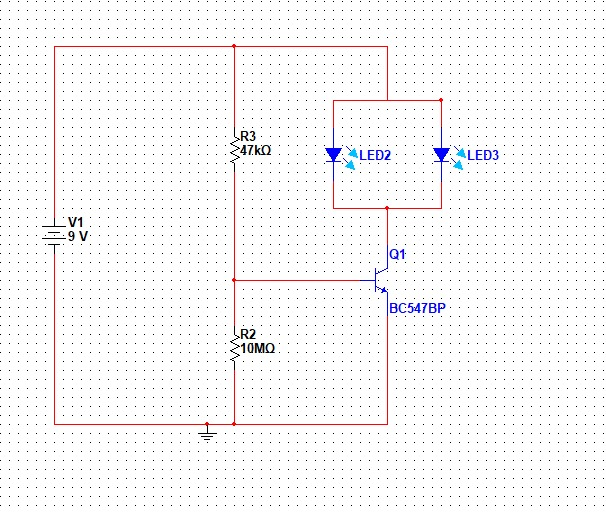 R3
47kΩ
LED2
LED3
V1
9 V
Q1
BC547BP
R2
10MΩ